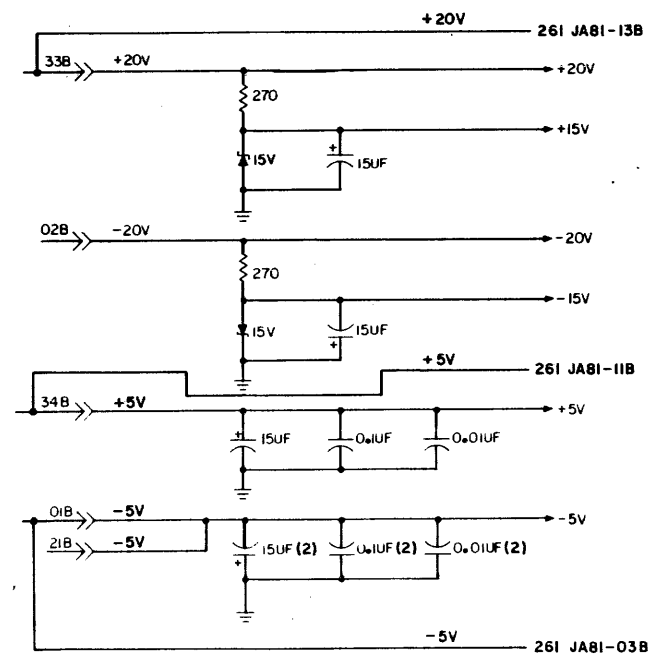 +20V
261 JA81-13B
33B +20V
+20V
270
+15V
+
15V
15UF
02B -20V
-20V
270
-15V
15V
15UF
+
+5V
261 JA81-11B
34B +5V
+5V
+
15UF
0.1UF
0.01UF
01B -5V
-5V
21B -5V
15UF(2)
0.1UF(2)
0.01UF(2)
+
-5V
261 JA81-03B